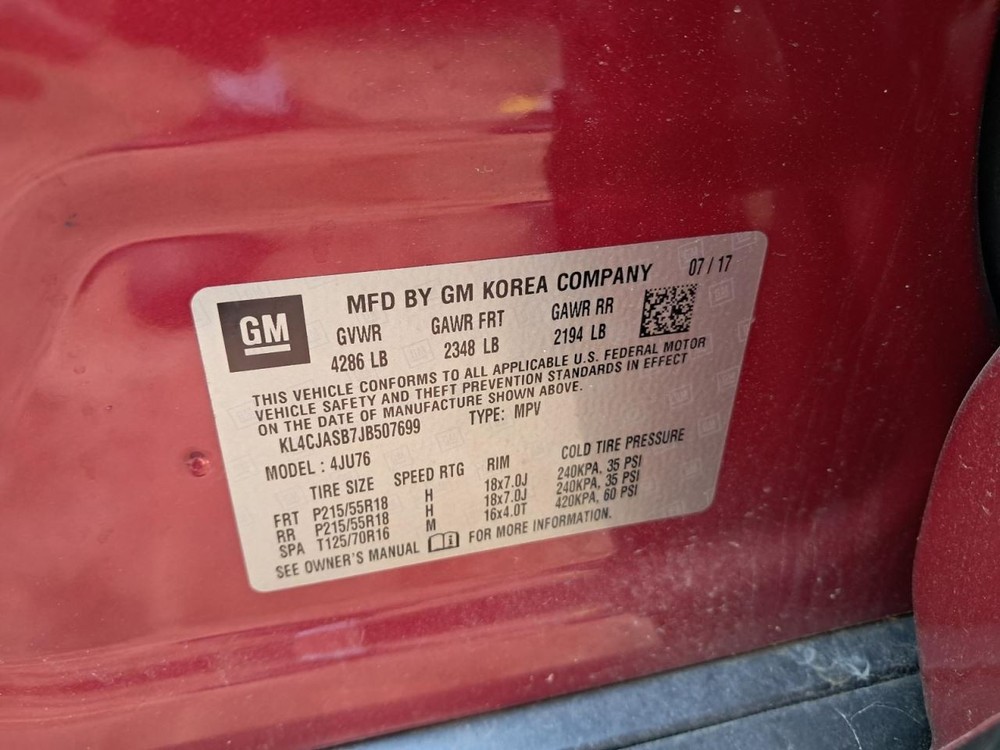 GM
MFD BY GM KOREA COMPANY 07 / 17
GVWR GAWR FRT GAWR RR
4286 LB 2348 LB 2194 LB
THIS VEHICLE CONFORMS TO ALL APPLICABLE U.S. FEDERAL MOTOR
VEHICLE SAFETY AND THEFT PREVENTION STANDARDS IN EFFECT
ON THE DATE OF MANUFACTURE SHOWN ABOVE.
KL4CJASB7JB507699 TYPE: MPV
MODEL : 4JU76
TIRE SIZE SPEED RTG RIM COLD TIRE PRESSURE
FRT P215/55R18 H 18x7.0J 240KPA, 35 PSI
RR P215/55R18 H 18x7.0J 240KPA, 35 PSI
SPA T125/70R16 M 16x4.0T 420KPA, 60 PSI
SEE OWNER'S MANUAL FOR MORE INFORMATION.